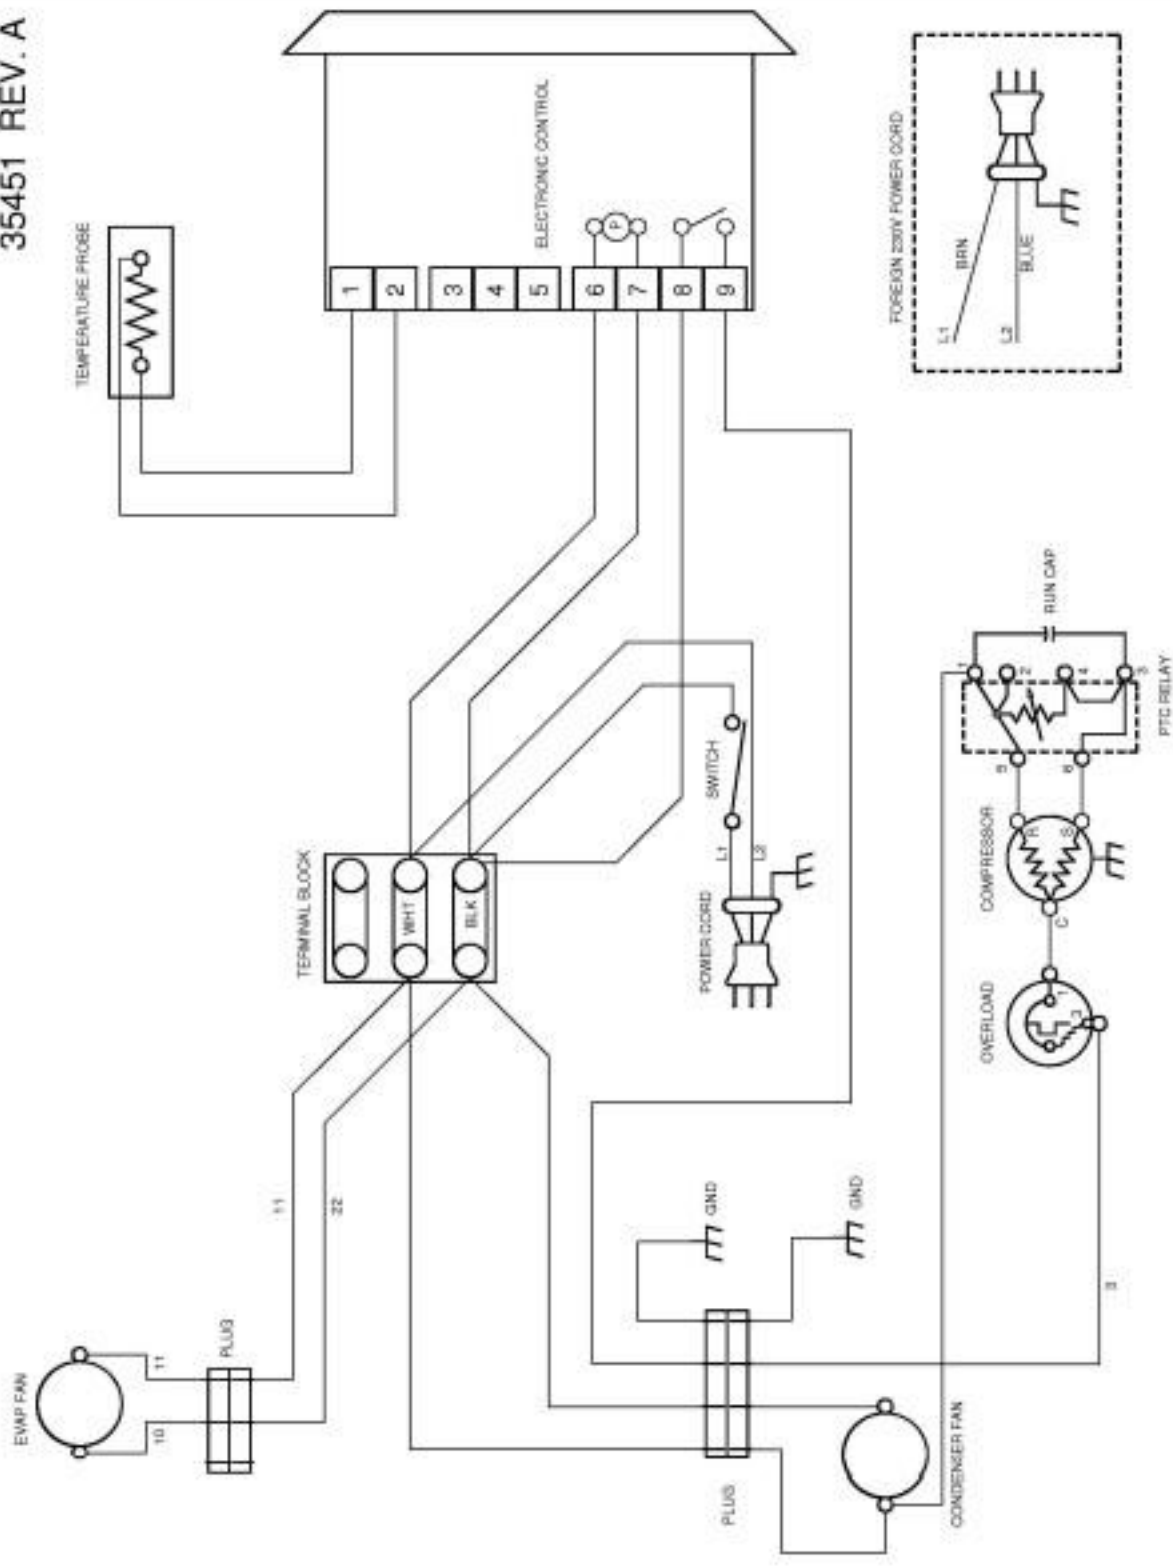 35451 REV. A
TEMPERATURE PROBE
ELECTRONIC CONTROL
1
2
3
4
5
6
7
8
9
P
FOREIGN 230V POWER CORD
L1
BRN
L2
BLUE
TERMINAL BLOCK
WHT
BLK
SWITCH
L1
L2
POWER CORD
RUN CAP
1
2
4
3
PTC RELAY
5
6
COMPRESSOR
R
S
C
OVERLOAD
1
3
3
EVAP FAN
10
11
PLUG
11
22
GND
GND
PLUG
CONDENSER FAN